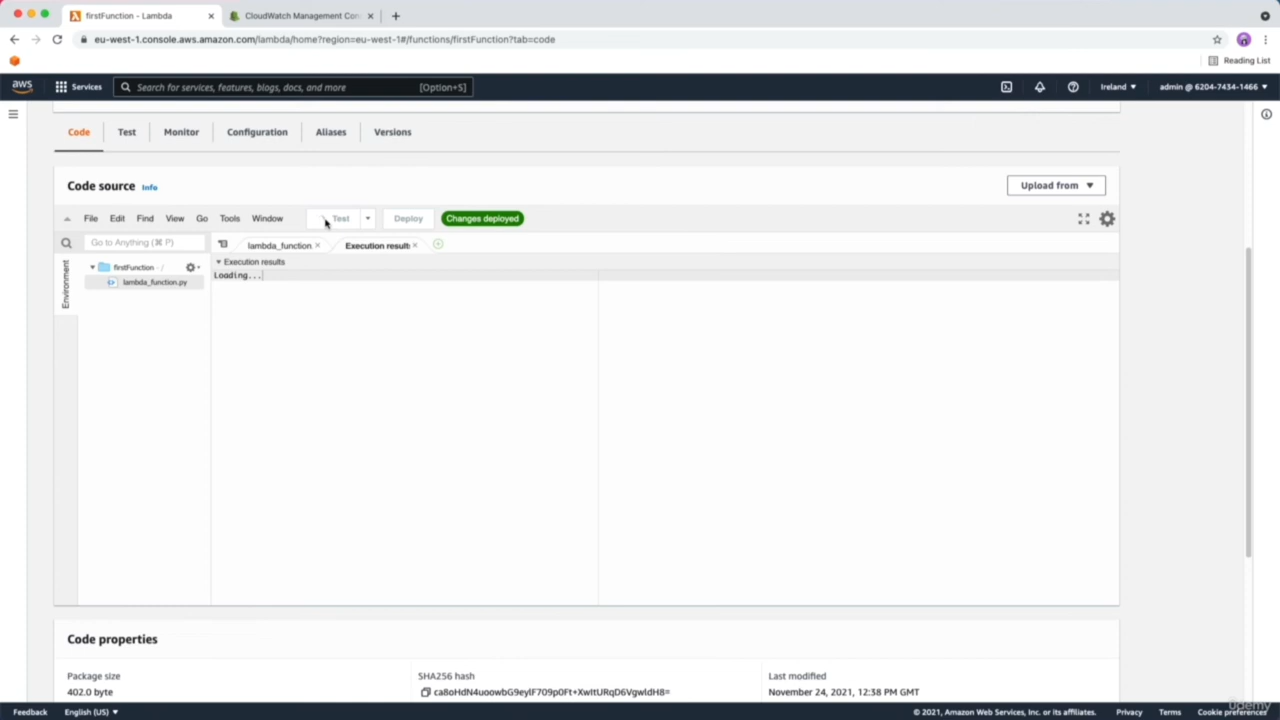 firstFunction - Lambda
CloudWatch Management Con
eu-west-1.console.aws.amazon.com/lambda/home?region=eu-west-1#/functions/firstFunction?tab=code
Reading List
aws Services Search for services, features, blogs, docs, and more [Option+S] Ireland admin @ 6204-7434-1466
Code Test Monitor Configuration Aliases Versions
Code source Info Upload from
File Edit Find View Go Tools Window Test Deploy Changes deployed
Go to Anything (⌘ P) lambda_function Execution result
Environment
firstFunction /
lambda_function.py
Execution results
Loading...
Code properties
Package size SHA256 hash Last modified
402.0 byte November 24, 2021, 12:38 PM GMT
Feedback English (US) © 2021, Amazon Web Services, Inc. or its affiliates. Privacy Terms Cookie preferences
Udemy